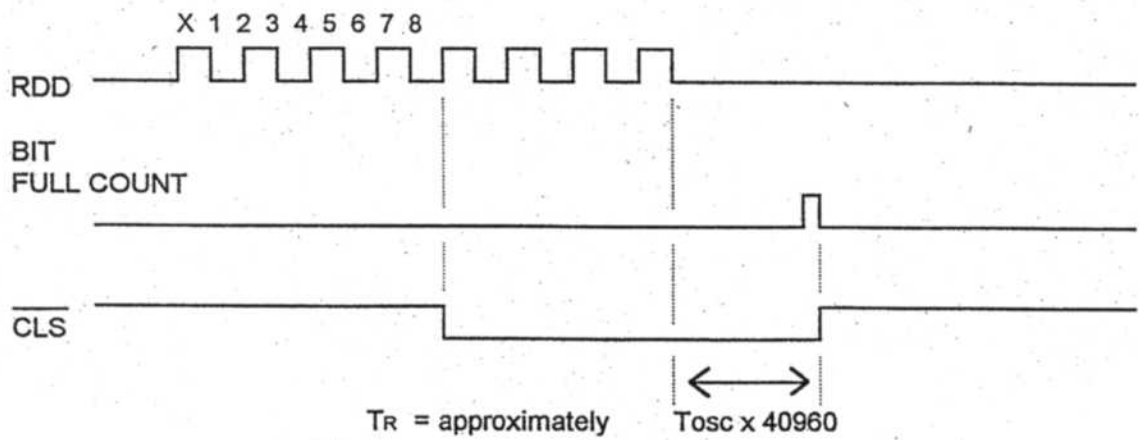 X 1 2 3 4 5 6 7 8
RDD
BIT
FULL COUNT
CLS
TR = approximately Tosc x 40960